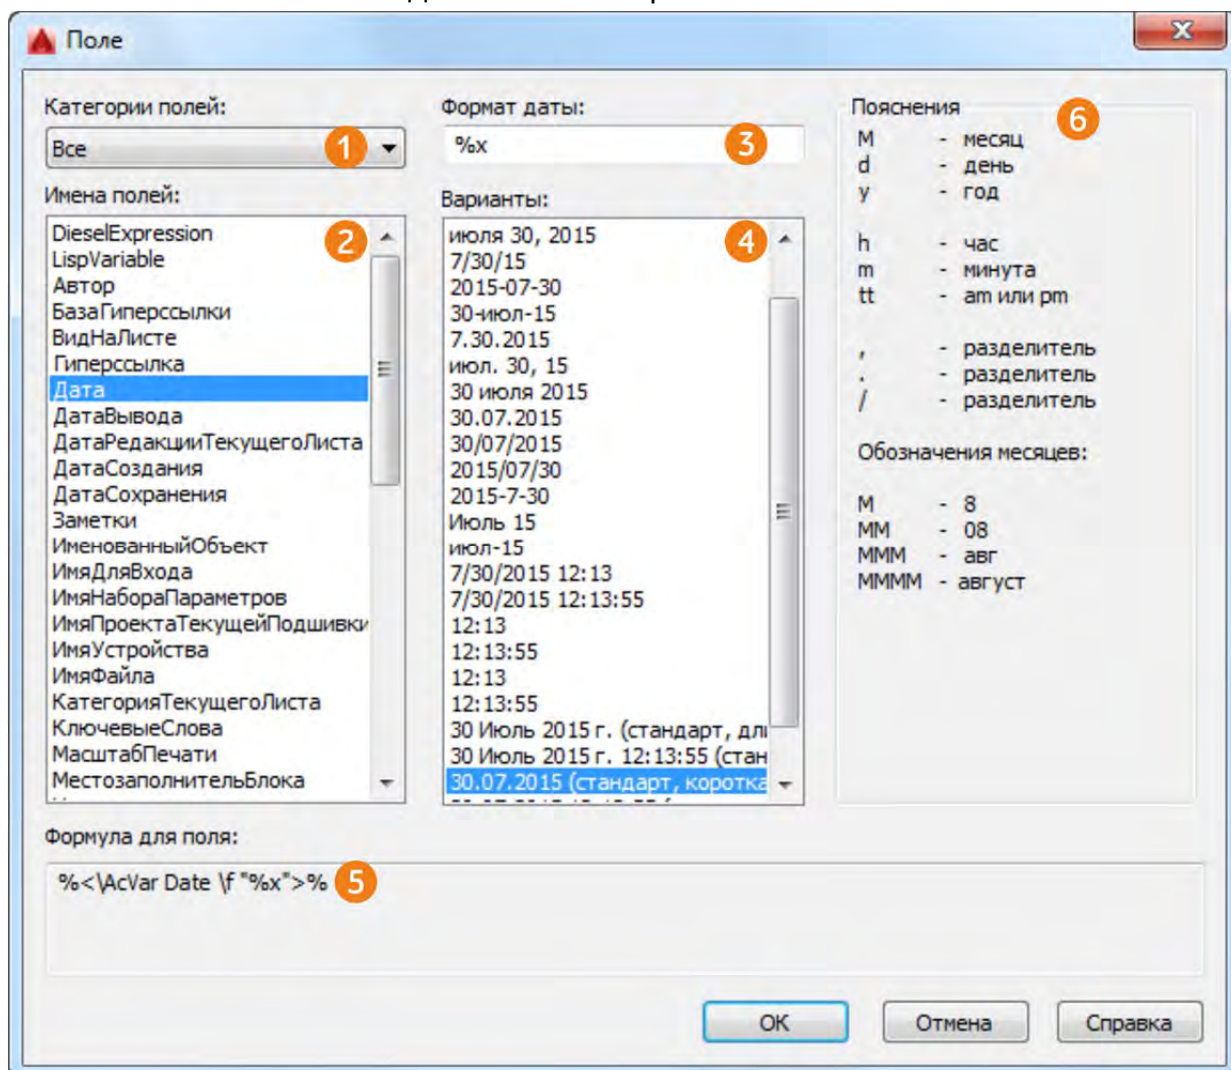 Поле
Категории полей:
Все
1
Имена полей:
2
DieselExpression
LispVariable
Автор
БазаГиперссылки
ВидНаЛисте
Гиперссылка
Дата
ДатаВывода
ДатаРедакцииТекущегоЛиста
ДатаСоздания
ДатаСохранения
Заметки
ИменованныйОбъект
ИмяДляВхода
ИмяНабораПараметров
ИмяПроектаТекущейПодшивки
ИмяУстройства
ИмяФайла
КатегорияТекущегоЛиста
КлючевыеСлова
МасштабПечати
МестозаполнительБлока
Формат даты:
%x
3
Варианты:
4
июля 30, 2015
7/30/15
2015-07-30
30-июл-15
7.30.2015
июл. 30, 15
30 июля 2015
30.07.2015
30/07/2015
2015/07/30
2015-7-30
Июль 15
июл-15
7/30/2015 12:13
7/30/2015 12:13:55
12:13
12:13:55
12:13
12:13:55
30 Июль 2015 г. (стандарт, дли
30 Июль 2015 г. 12:13:55 (стан
30.07.2015 (стандарт, коротка
Пояснения
6
M - месяц
d - день
y - год
h - час
m - минута
tt - am или pm
, - разделитель
. - разделитель
/ - разделитель
Обозначения месяцев:
M - 8
MM - 08
MMM - авг
MMMM - август
Формула для поля:
%<\AcVar Date \f "%x">% 5
ОК
Отмена
Справка